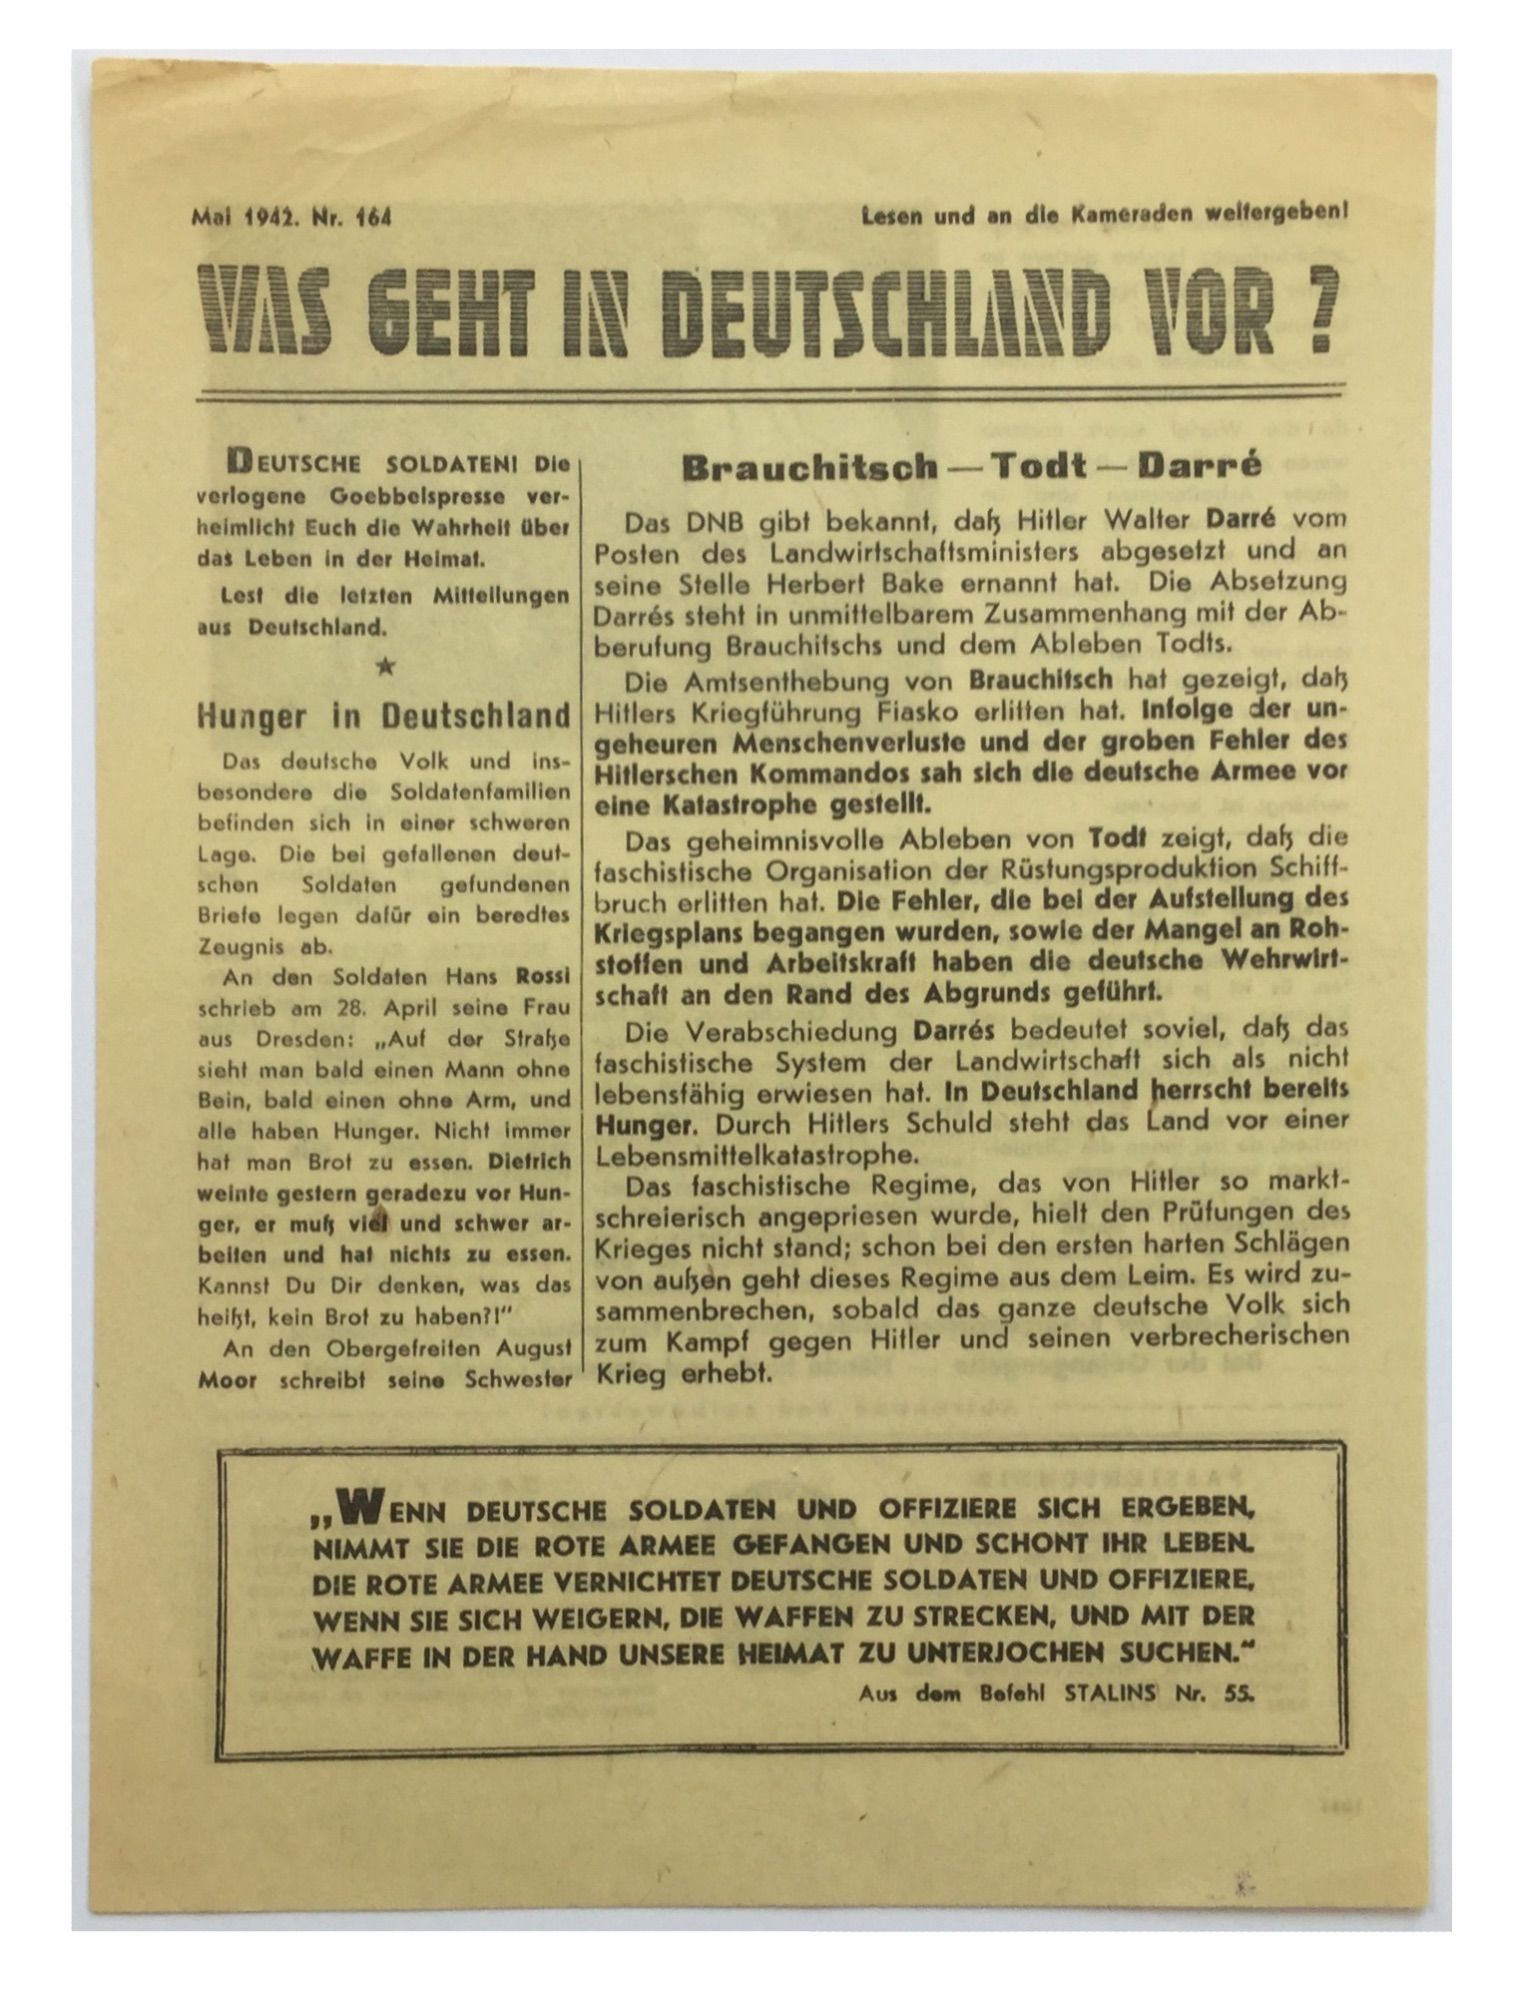 Mai 1942. Nr. 164
Lesen und an die Kameraden weitergeben!
WAS GEHT IN DEUTSCHLAND VOR ?
DEUTSCHE SOLDATEN! Die
verlogene Goebbelspresse ver-
heimlicht Euch die Wahrheit über
das Leben in der Heimat.
Lest die letzten Mitteilungen
aus Deutschland.
★
Hunger in Deutschland
Das deutsche Volk und ins-
besondere die Soldatenfamilien
befinden sich in einer schweren
Lage. Die bei gefallenen deut-
schen Soldaten gefundenen
Briefe legen dafür ein beredtes
Zeugnis ab.
An den Soldaten Hans Rossi
schrieb am 28. April seine Frau
aus Dresden: „Auf der Straße
sieht man bald einen Mann ohne
Bein, bald einen ohne Arm, und
alle haben Hunger. Nicht immer
hat man Brot zu essen. Dietrich
weinte gestern geradezu vor Hun-
ger, er muß viel und schwer ar-
beiten und hat nichts zu essen.
Kannst Du Dir denken, was das
heißt, kein Brot zu haben?!"
An den Obergefreiten August
Moor schreibt seine Schwester
Brauchitsch — Todt — Darré
Das DNB gibt bekannt, daß Hitler Walter Darré vom
Posten des Landwirtschaftsministers abgesetzt und an
seine Stelle Herbert Bake ernannt hat. Die Absetzung
Darrés steht in unmittelbarem Zusammenhang mit der Ab-
berufung Brauchitschs und dem Ableben Todts.
Die Amtsenthebung von Brauchitsch hat gezeigt, daß
Hitlers Kriegführung Fiasko erlitten hat. Infolge der un-
geheuren Menschenverluste und der groben Fehler des
Hitlerschen Kommandos sah sich die deutsche Armee vor
eine Katastrophe gestellt.
Das geheimnisvolle Ableben von Todt zeigt, daß die
faschistische Organisation der Rüstungsproduktion Schiff-
bruch erlitten hat. Die Fehler, die bei der Aufstellung des
Kriegsplans begangen wurden, sowie der Mangel an Roh-
stoffen und Arbeitskraft haben die deutsche Wehrwirt-
schaft an den Rand des Abgrunds geführt.
Die Verabschiedung Darrés bedeutet soviel, daß das
faschistische System der Landwirtschaft sich als nicht
lebensfähig erwiesen hat. In Deutschland herrscht bereits
Hunger. Durch Hitlers Schuld steht das Land vor einer
Lebensmittelkatastrophe.
Das faschistische Regime, das von Hitler so markt-
schreierisch angepriesen wurde, hielt den Prüfungen des
Krieges nicht stand; schon bei den ersten harten Schlägen
von außen geht dieses Regime aus dem Leim. Es wird zu-
sammenbrechen, sobald das ganze deutsche Volk sich
zum Kampf gegen Hitler und seinen verbrecherischen
Krieg erhebt.
„WENN DEUTSCHE SOLDATEN UND OFFIZIERE SICH ERGEBEN,
NIMMT SIE DIE ROTE ARMEE GEFANGEN UND SCHONT IHR LEBEN.
DIE ROTE ARMEE VERNICHTET DEUTSCHE SOLDATEN UND OFFIZIERE,
WENN SIE SICH WEIGERN, DIE WAFFEN ZU STRECKEN, UND MIT DER
WAFFE IN DER HAND UNSERE HEIMAT ZU UNTERJOCHEN SUCHEN."
Aus dem Befehl STALINS Nr. 55.